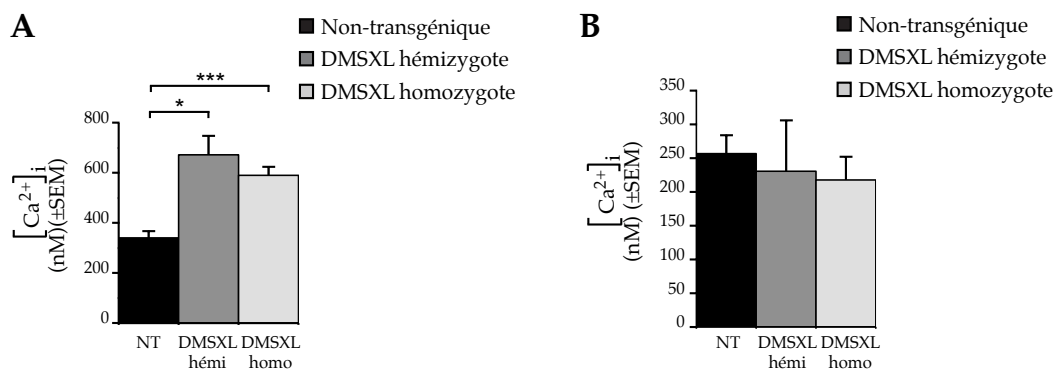 A
Non-transgénique
DMSXL hémizygote
DMSXL homozygote
***
*
800
600
400
200
0
[Ca2+]i
(nM)(±SEM)
NT
DMSXL
hémi
DMSXL
homo
B
Non-transgénique
DMSXL hémizygote
DMSXL homozygote
350
300
250
200
150
100
50
0
[Ca2+]i
(nM) (±SEM)
NT
DMSXL
hémi
DMSXL
homo